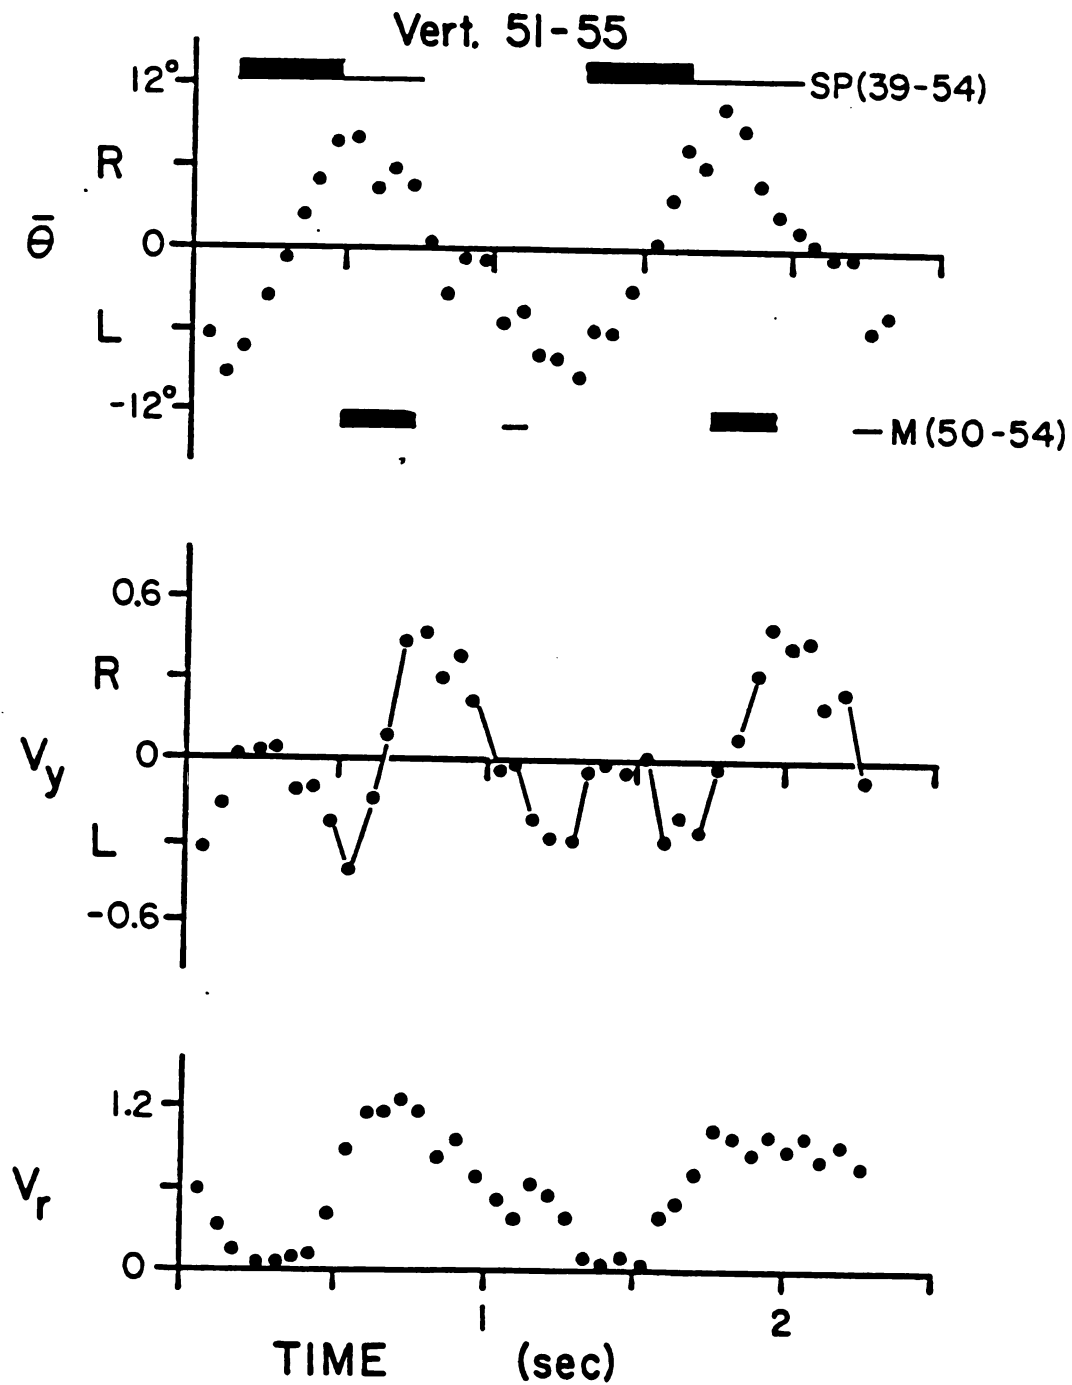 Vert. 51-55
12°
SP(39-54)
R
θ̄
0
L
-12°
M(50-54)
0.6
R
Vy
0
L
-0.6
1.2
Vr
0
1
2
TIME (sec)